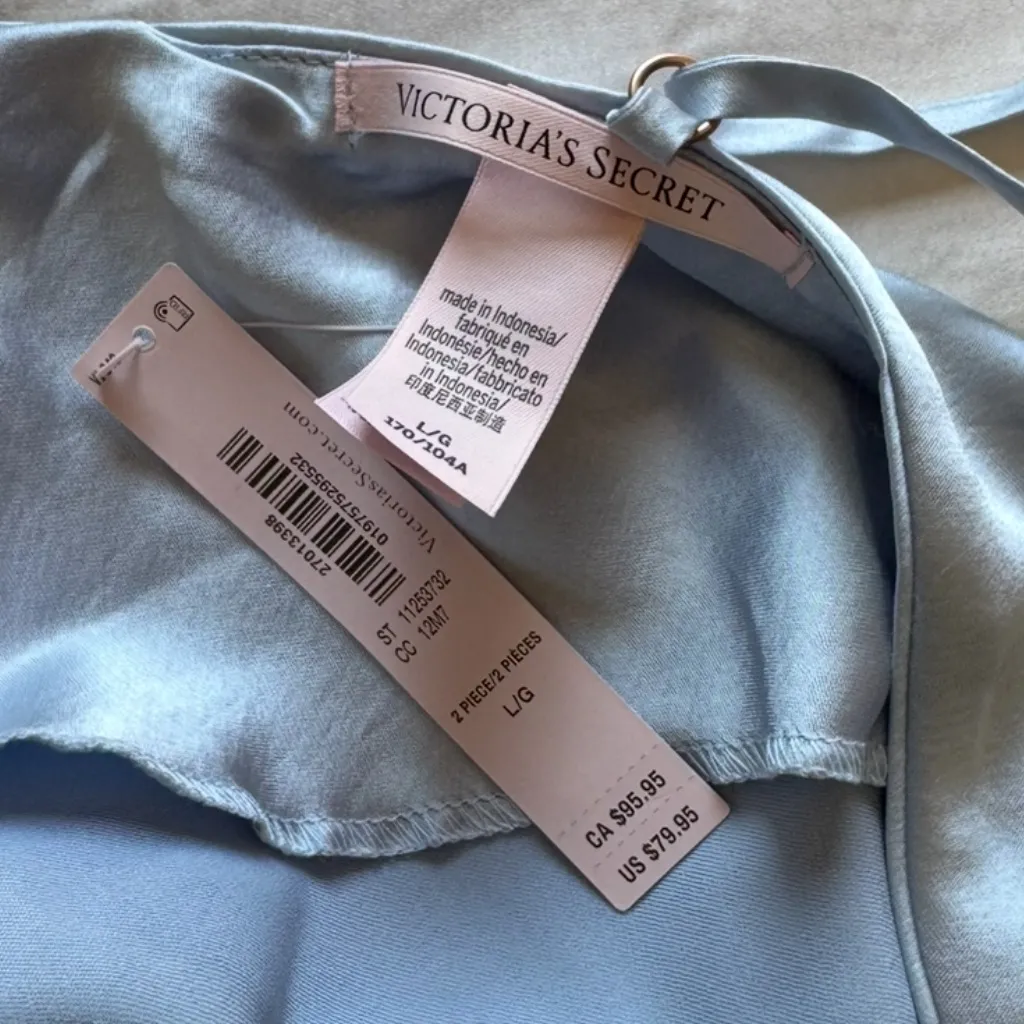 VICTORIA'S SECRET
made in Indonesia/
fabriqué en
Indonésie/hecho en
Indonesia/fabbricato
in Indonesia/
印度尼西亚制造
L/G
170/104A
VictoriasSecret.com
0197575295532
27013398
ST 11253732
CC 12M7
2 PIECE/2 PIÈCES
L/G
CA $95.95
US $79.95